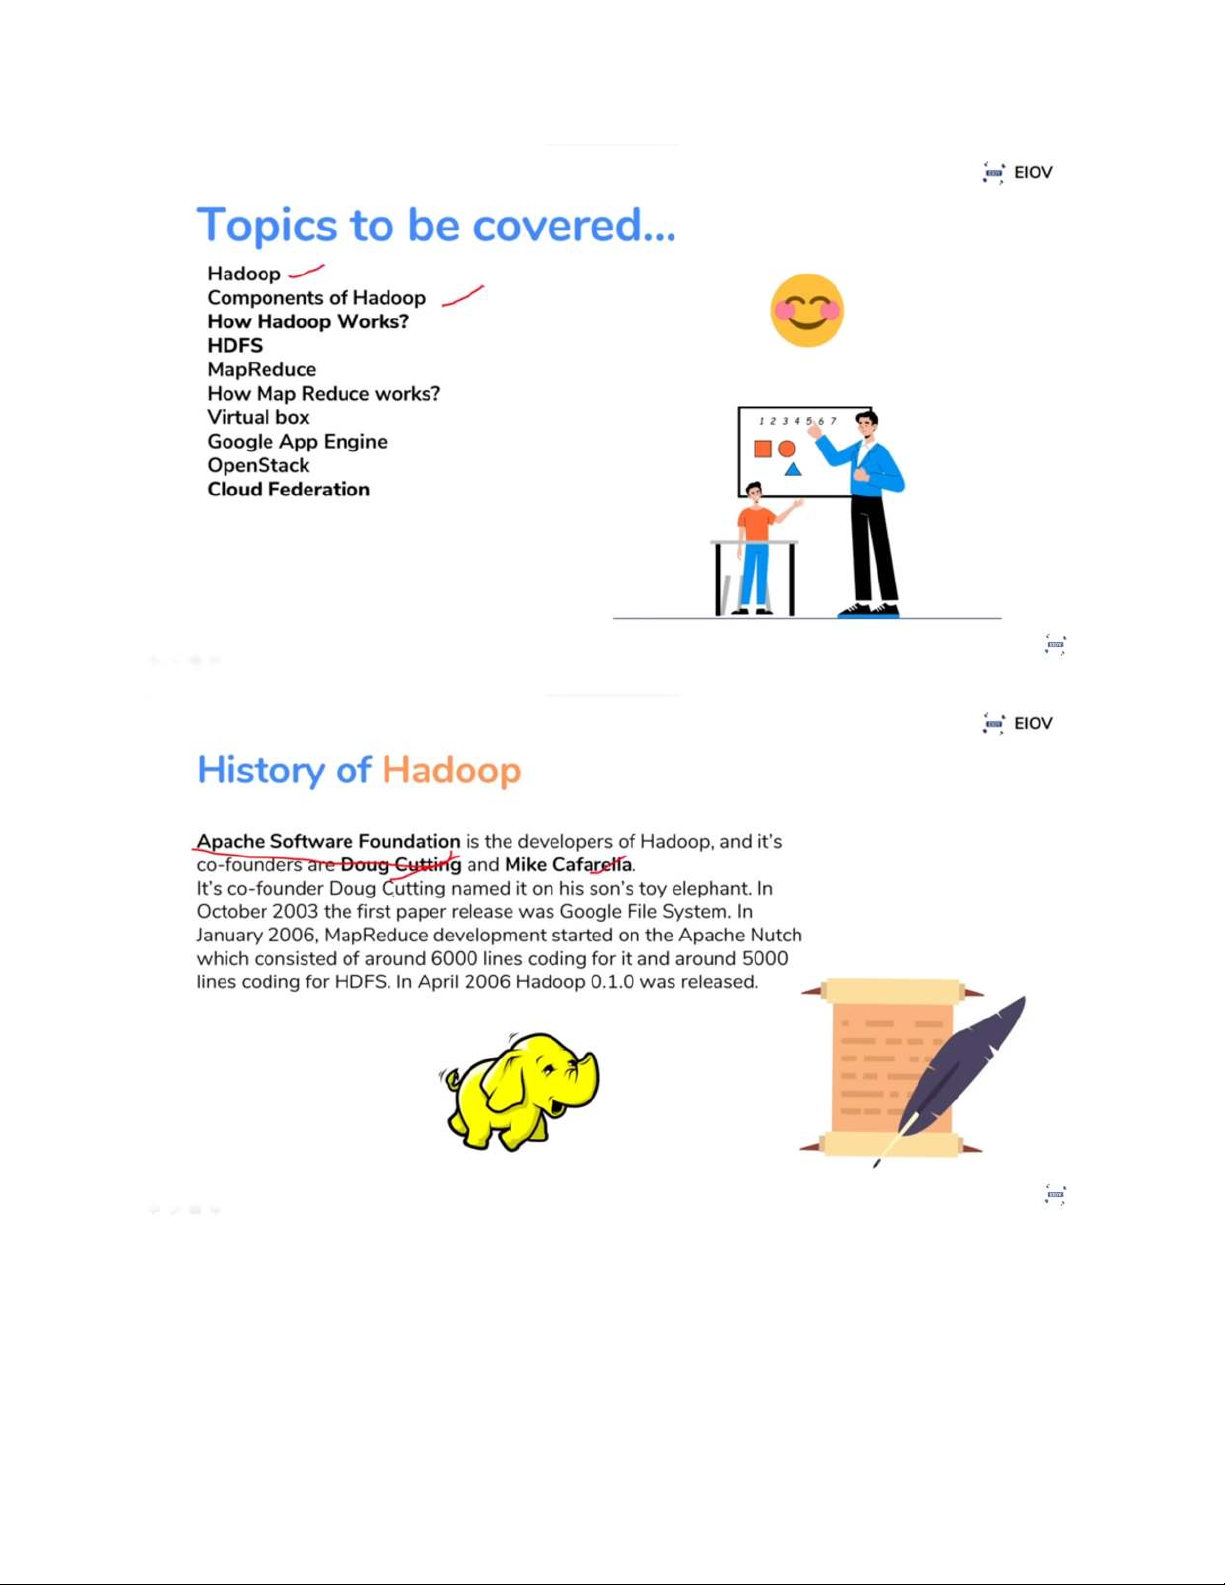 EIOV
Topics to be covered...
Hadoop
Components of Hadoop
How Hadoop Works?
HDFS
MapReduce
How Map Reduce works?
Virtual box
Google App Engine
OpenStack
Cloud Federation
1 2 3 4 5 6 7
EIOV
History of Hadoop
Apache Software Foundation is the developers of Hadoop, and it's
co-founders are Doug Cutting and Mike Cafarella.
It's co-founder Doug Cutting named it on his son's toy elephant. In
October 2003 the first paper release was Google File System. In
January 2006, MapReduce development started on the Apache Nutch
which consisted of around 6000 lines coding for it and around 5000
lines coding for HDFS. In April 2006 Hadoop 0.1.0 was released.